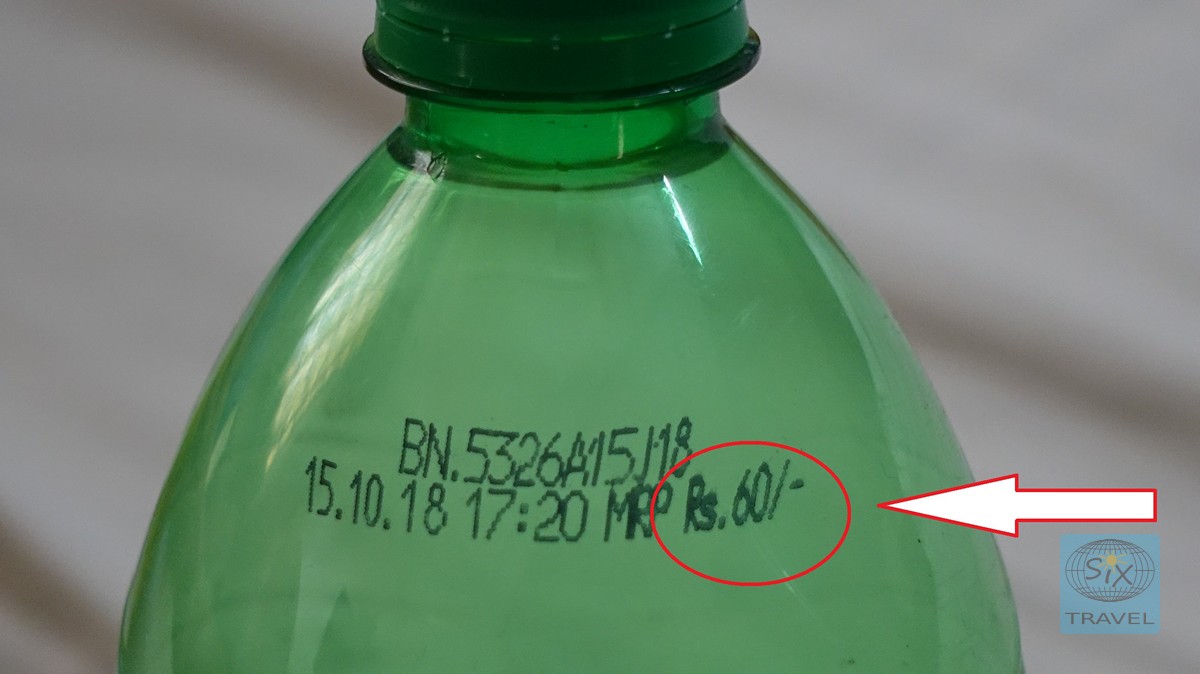 BN.5326A15J18
15.10.18 17:20 MRP Rs.60/-
SiX
TRAVEL